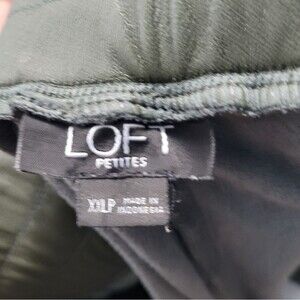 LOFT
PETITES
XXLP MADE IN
INDONESIA